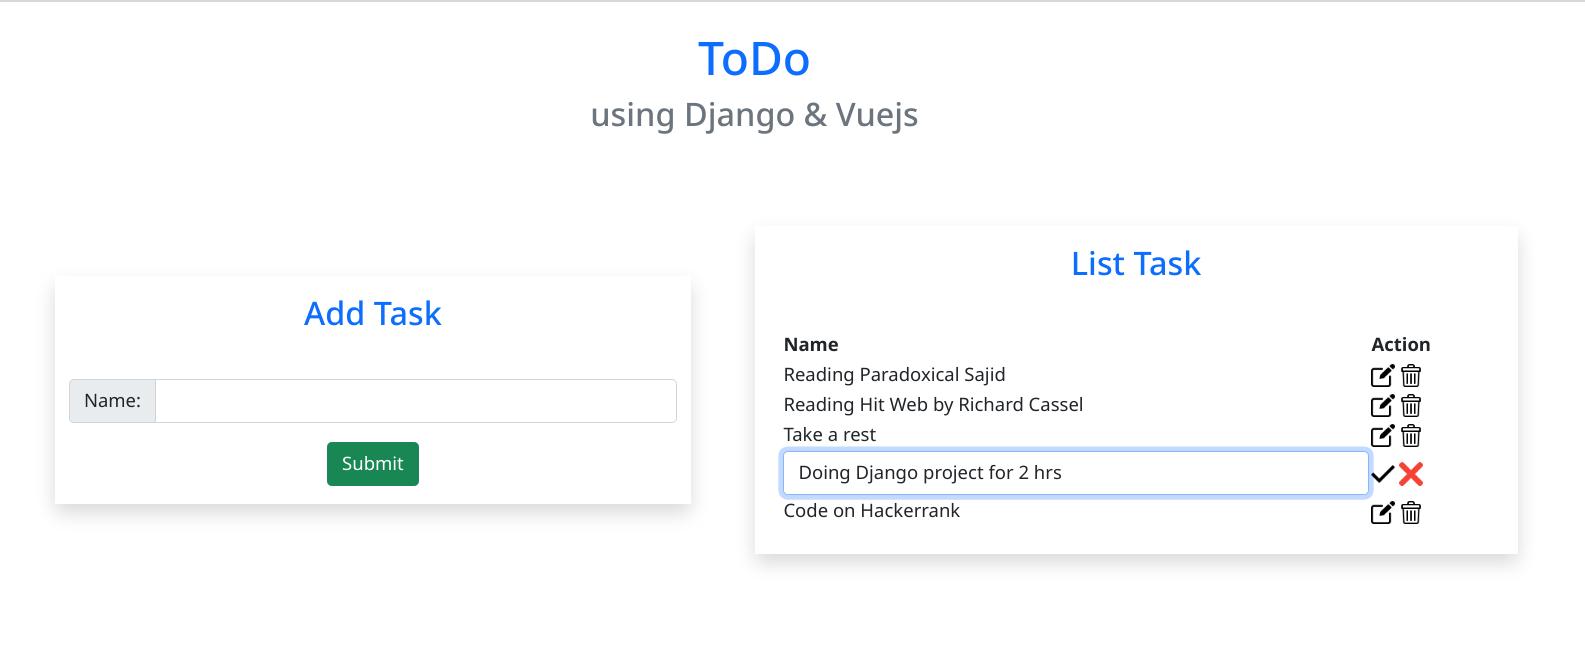 ToDo
using Django & Vuejs
Add Task
Name:
Submit
List Task
Name Action
Reading Paradoxical Sajid
Reading Hit Web by Richard Cassel
Take a rest
Doing Django project for 2 hrs
Code on Hackerrank